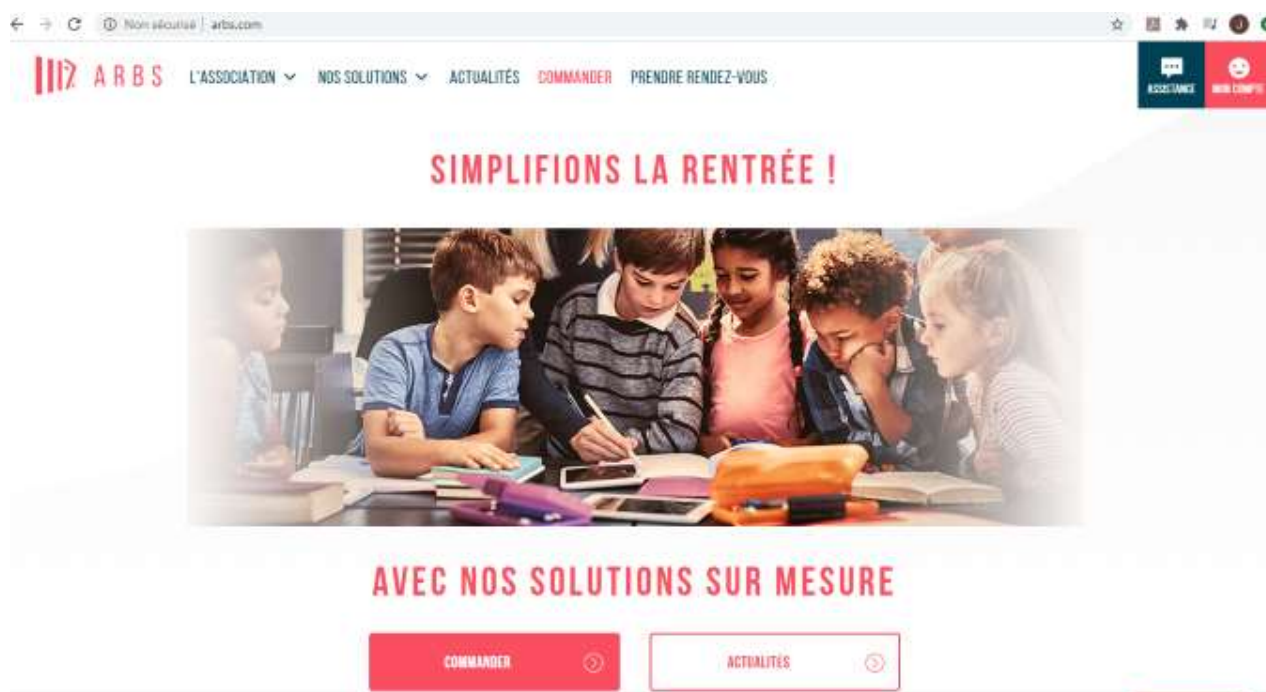 Non sécurisé | arbs.com
ARBS L'ASSOCIATION NOS SOLUTIONS ACTUALITÉS COMMANDER PRENDRE RENDEZ-VOUS
ASSISTANCE
MON COMPTE
SIMPLIFIONS LA RENTRÉE !
AVEC NOS SOLUTIONS SUR MESURE
COMMANDER
ACTUALITÉS